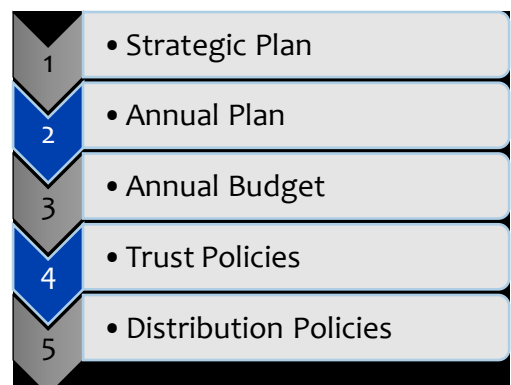 1 • Strategic Plan
2 • Annual Plan
3 • Annual Budget
4 • Trust Policies
5 • Distribution Policies